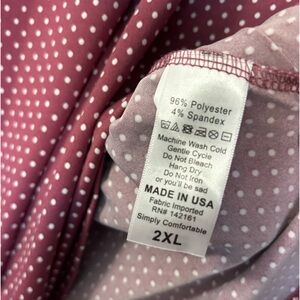 96% Polyester
4% Spandex
Machine Wash Cold
Gentle Cycle
Do Not Bleach
Hang Dry
Do Not Iron
or you'll be sad
MADE IN USA
Fabric Imported
RN# 142161
Simply Comfortable
2XL